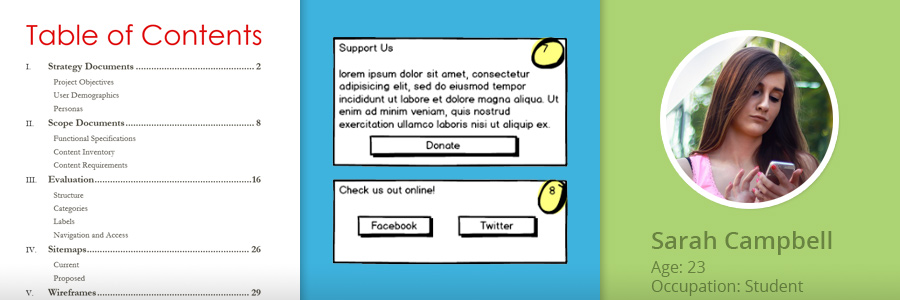 Table of Contents
I. Strategy Documents 2
Project Objectives
User Demographics
Personas
II. Scope Documents 8
Functional Specifications
Content Inventory
Content Requirements
III. Evaluation 16
Structure
Categories
Labels
Navigation and Access
IV. Sitemaps 26
Current
Proposed
V. Wireframes 29
Support Us
7
lorem ipsum dolor sit amet, consectetur
adipisicing elit, sed do eiusmod tempor
incididunt ut labore et dolore magna aliqua. Ut
enim ad minim veniam, quis nostrud
exercitation ullamco laboris nisi ut aliquip ex.
Donate
Check us out online!
8
Facebook Twitter
Sarah Campbell
Age: 23
Occupation: Student